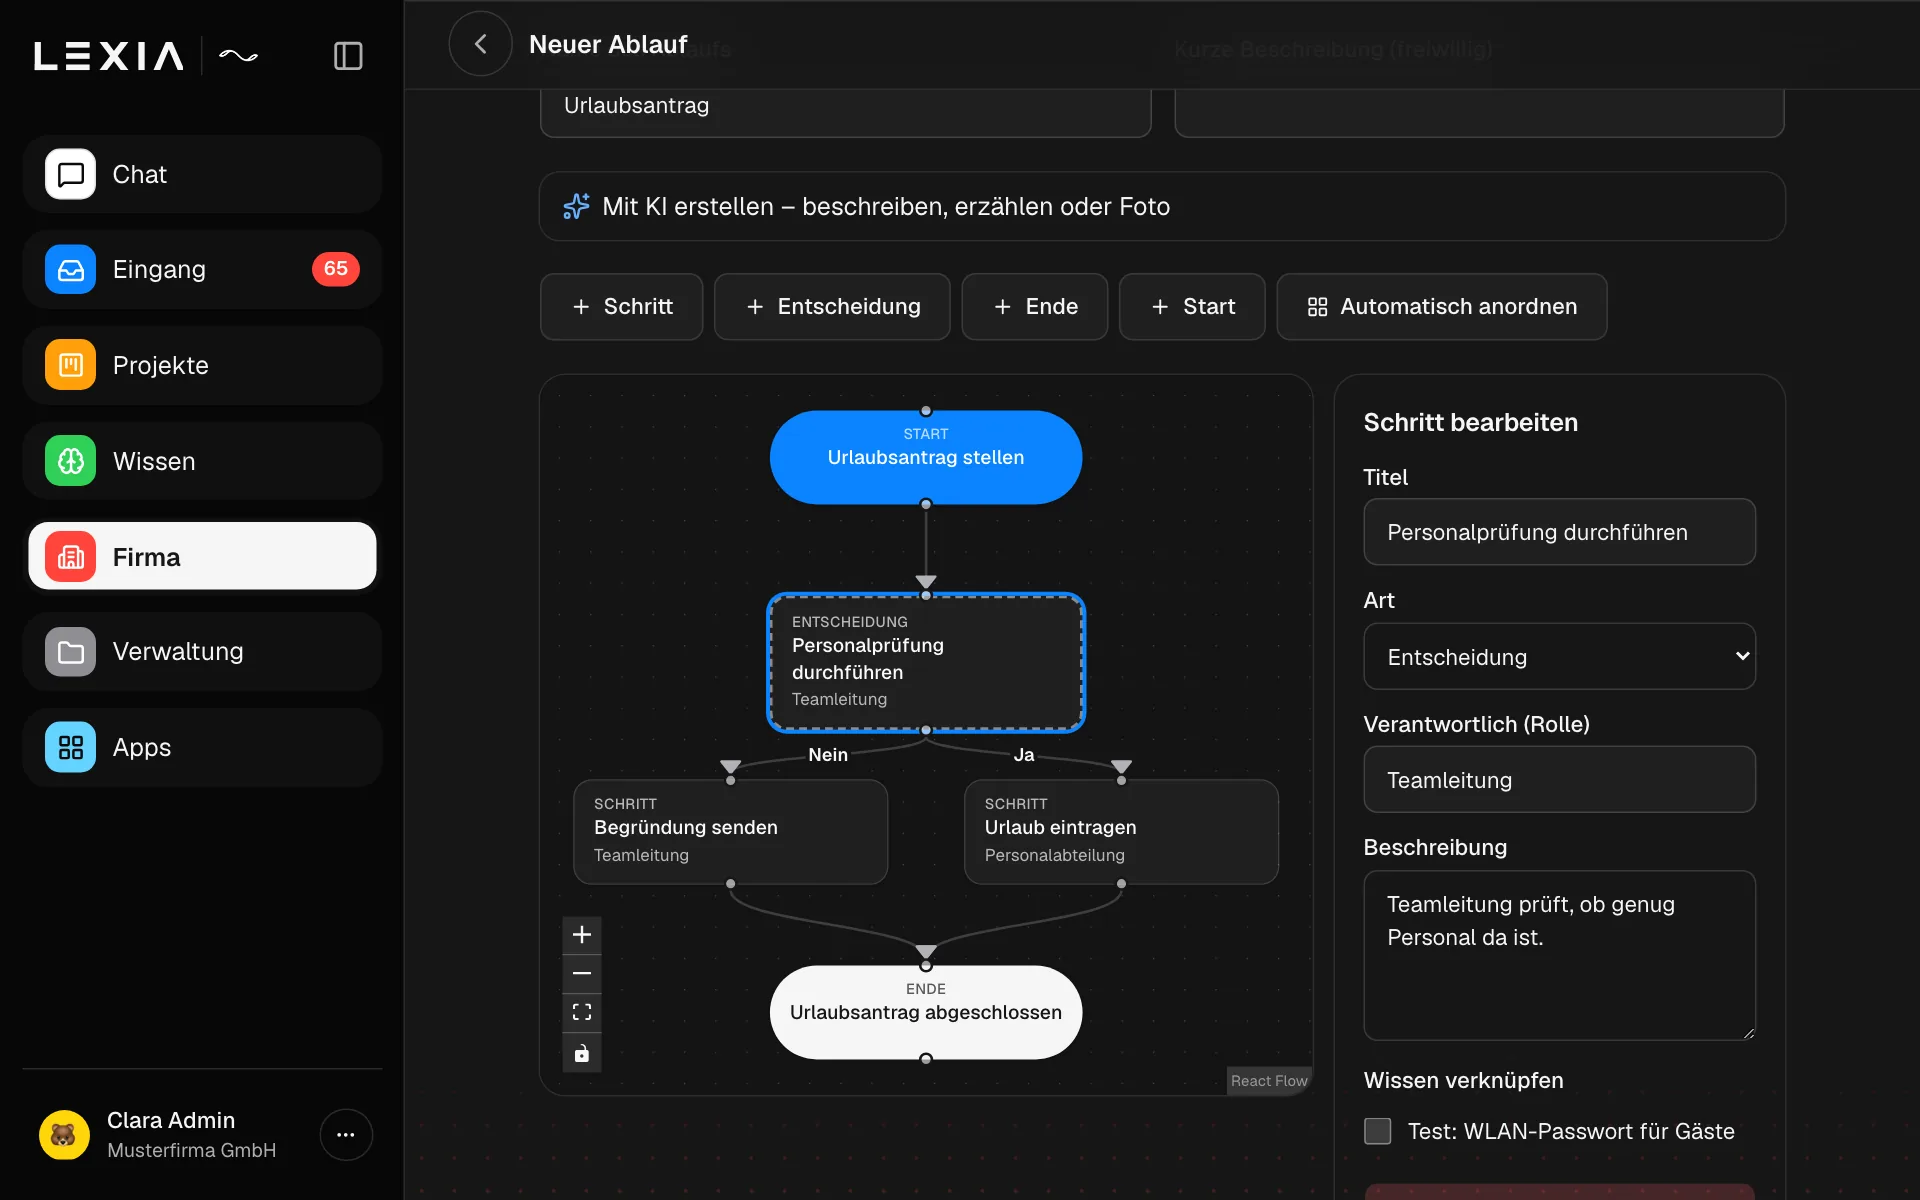 LEXIA
Neuer Ablauf
Kurze Beschreibung (freiwillig)
Urlaubsantrag
Chat
Eingang
65
Projekte
Wissen
Firma
Verwaltung
Apps
Clara Admin
Musterfirma GmbH
Mit KI erstellen – beschreiben, erzählen oder Foto
Schritt
Entscheidung
Ende
Start
Automatisch anordnen
START
Urlaubsantrag stellen
ENTSCHEIDUNG
Personalprüfung
durchführen
Teamleitung
Nein
Ja
SCHRITT
Begründung senden
Teamleitung
SCHRITT
Urlaub eintragen
Personalabteilung
ENDE
Urlaubsantrag abgeschlossen
React Flow
Schritt bearbeiten
Titel
Personalprüfung durchführen
Art
Entscheidung
Verantwortlich (Rolle)
Teamleitung
Beschreibung
Teamleitung prüft, ob genug
Personal da ist.
Wissen verknüpfen
Test: WLAN-Passwort für Gäste